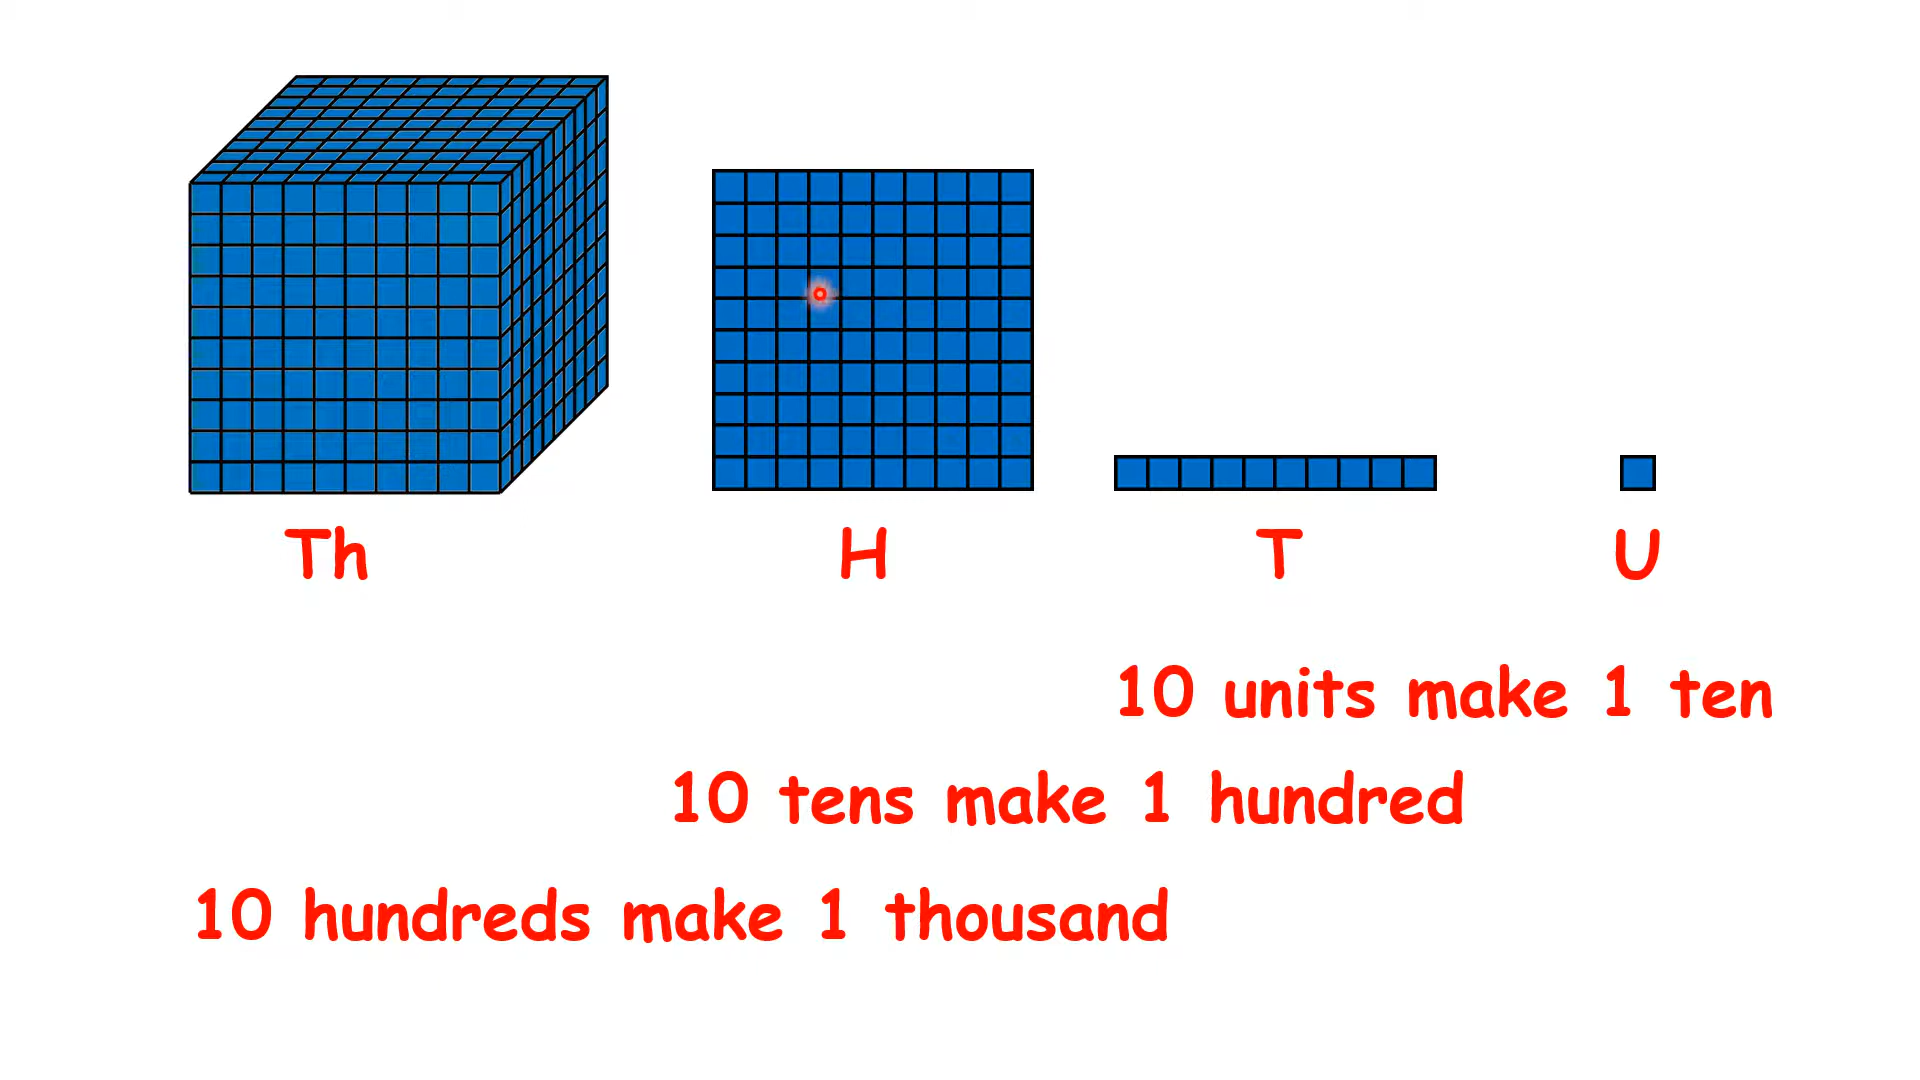 Th H T U
10 units make 1 ten
10 tens make 1 hundred
10 hundreds make 1 thousand